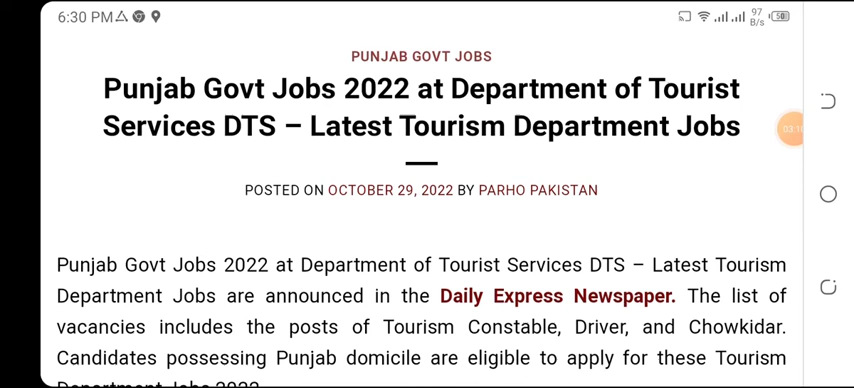 6:30 PM
97
B/s
50
PUNJAB GOVT JOBS
Punjab Govt Jobs 2022 at Department of Tourist
Services DTS – Latest Tourism Department Jobs
POSTED ON OCTOBER 29, 2022 BY PARHO PAKISTAN
Punjab Govt Jobs 2022 at Department of Tourist Services DTS – Latest Tourism
Department Jobs are announced in the Daily Express Newspaper. The list of
vacancies includes the posts of Tourism Constable, Driver, and Chowkidar.
Candidates possessing Punjab domicile are eligible to apply for these Tourism
Department Jobs 2022